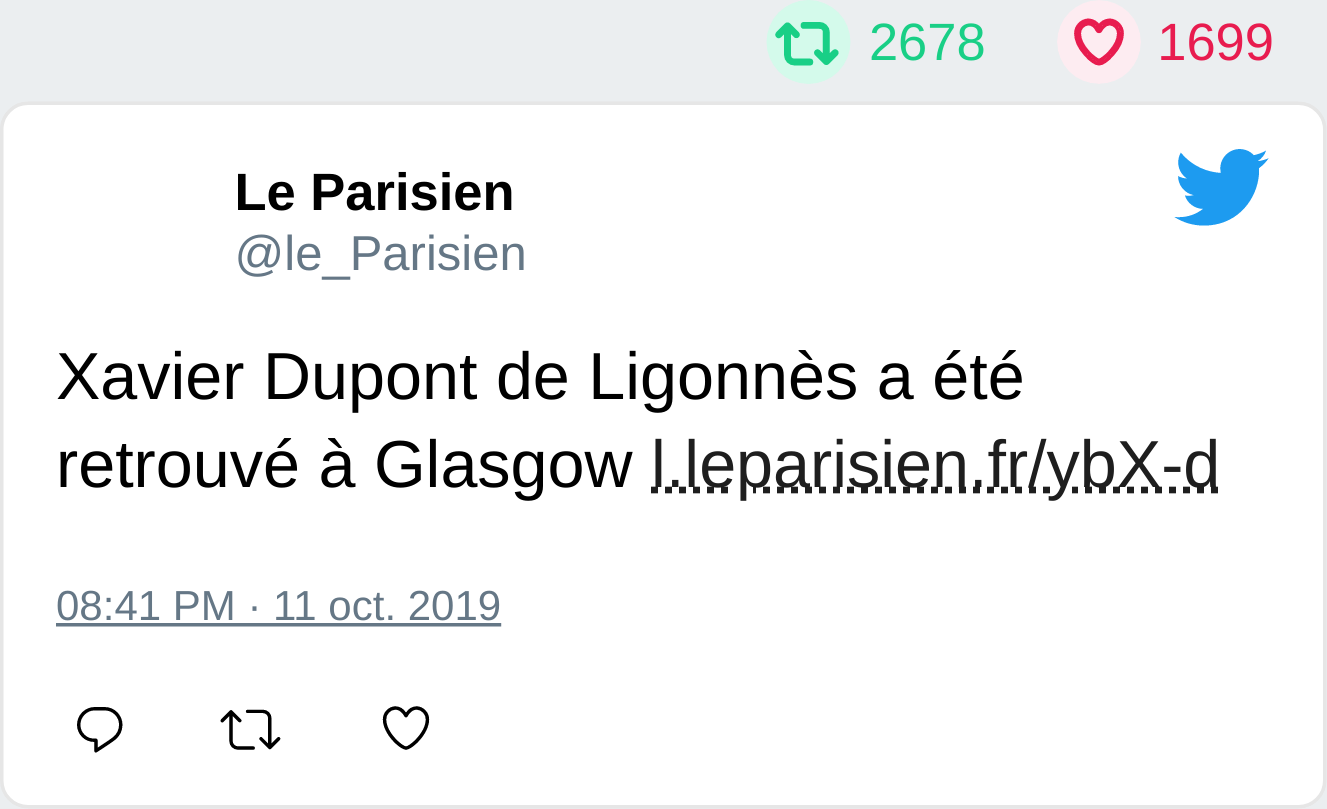 2678 1699
Le Parisien
@le_Parisien
Xavier Dupont de Ligonnès a été
retrouvé à Glasgow l.leparisien.fr/ybX-d
08:41 PM · 11 oct. 2019